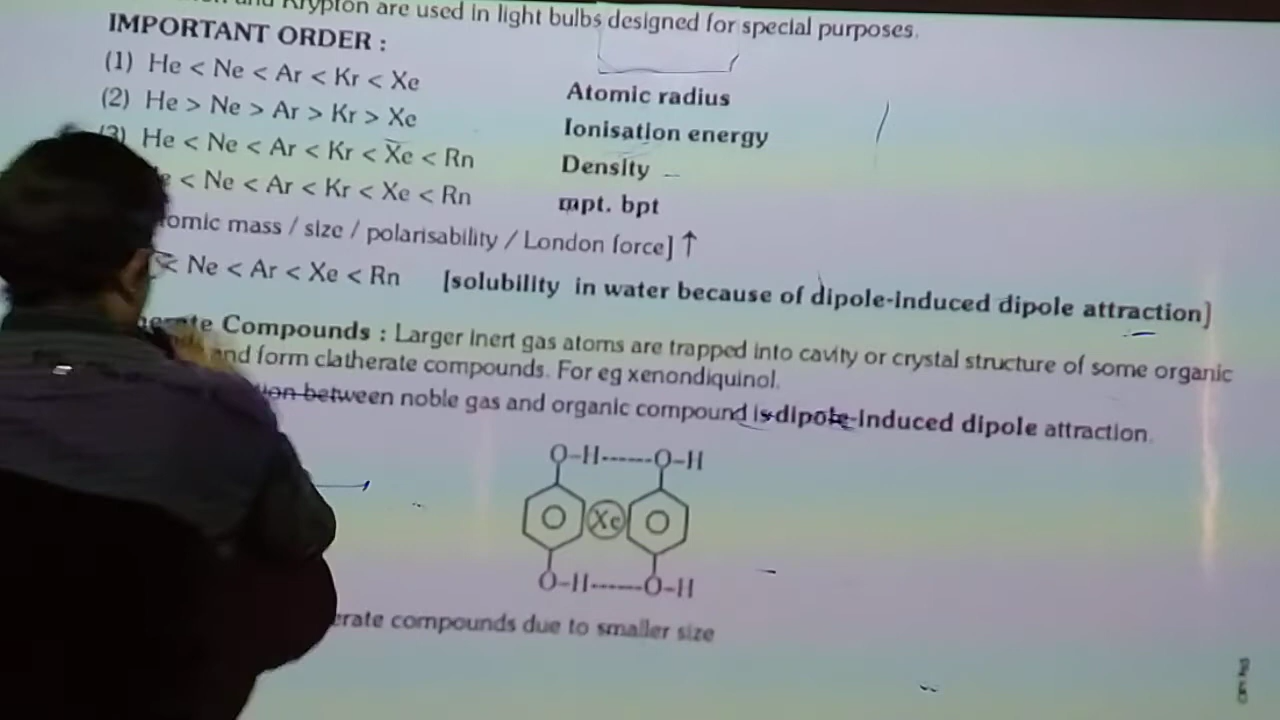 and Krypton are used in light bulbs designed for special purposes.
IMPORTANT ORDER :
(1) He < Ne < Ar < Kr < Xe Atomic radius
(2) He > Ne > Ar > Kr > Xe Ionisation energy
(3) He < Ne < Ar < Kr < Xe < Rn Density
< Ne < Ar < Kr < Xe < Rn mpt. bpt
omic mass / size / polarisability / London force] ↑
< Ne < Ar < Xe < Rn [solubility in water because of dipole-induced dipole attraction]
erate Compounds : Larger inert gas atoms are trapped into cavity or crystal structure of some organic
and form clatherate compounds. For eg xenondiquinol.
ion between noble gas and organic compound is dipole-induced dipole attraction.
O–H------O–H
Xe
O–H------O–H
erate compounds due to smaller size